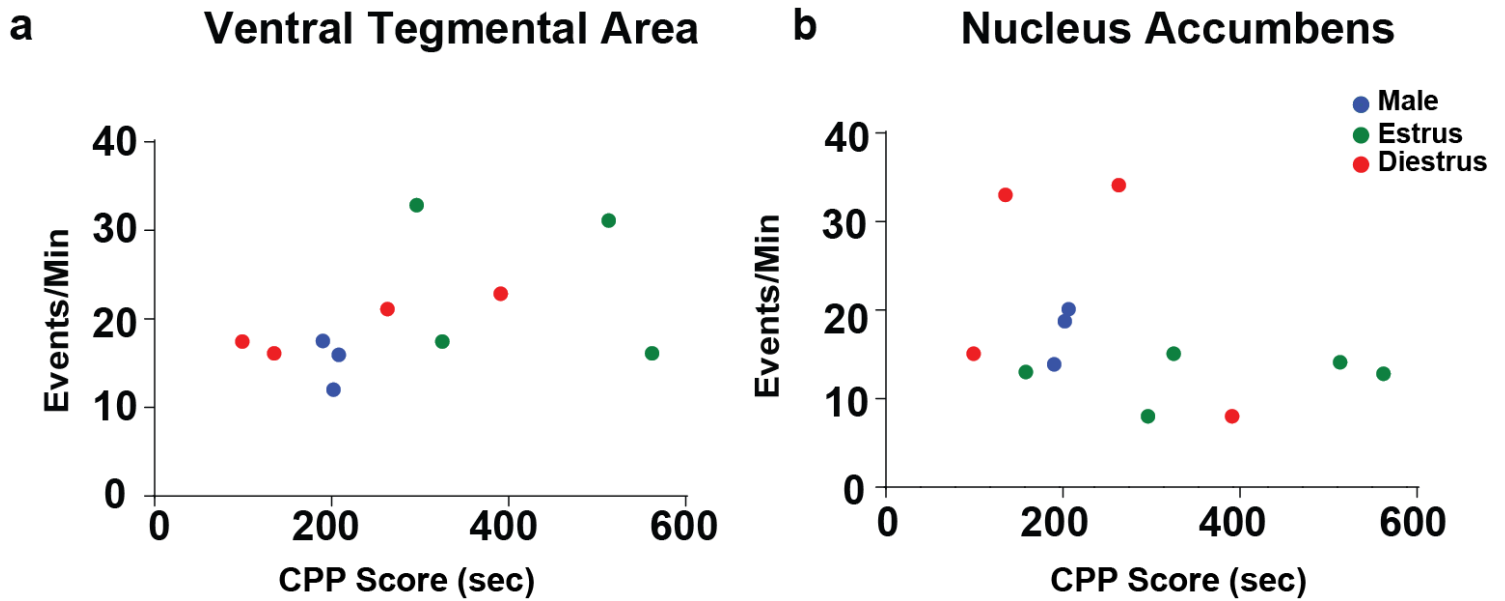 a
Ventral Tegmental Area
Events/Min
40
30
20
10
0
0 200 400 600
CPP Score (sec)
b
Nucleus Accumbens
Male
Estrus
Diestrus
Events/Min
40
30
20
10
0
0 200 400 600
CPP Score (sec)